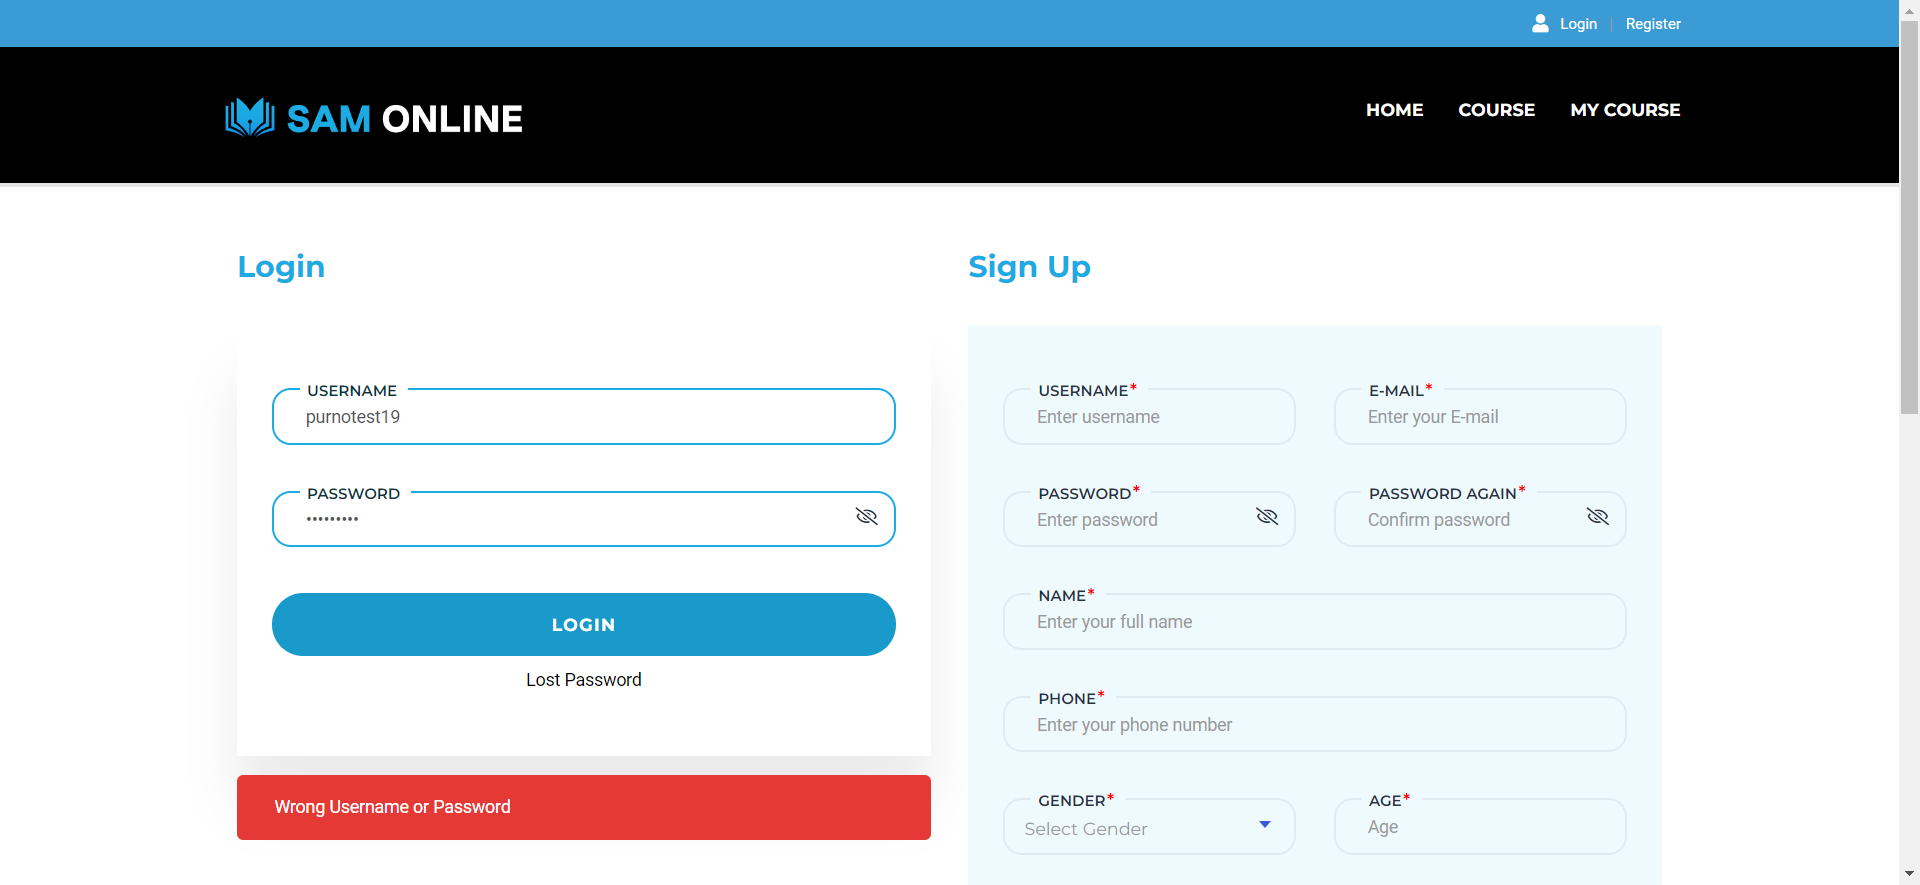 Login
Register
SAM ONLINE
HOME
COURSE
MY COURSE
Login
USERNAME
purnotest19
PASSWORD
•••••••••
LOGIN
Lost Password
Wrong Username or Password
Sign Up
USERNAME*
Enter username
E-MAIL*
Enter your E-mail
PASSWORD*
Enter password
PASSWORD AGAIN*
Confirm password
NAME*
Enter your full name
PHONE*
Enter your phone number
GENDER*
Select Gender
AGE*
Age